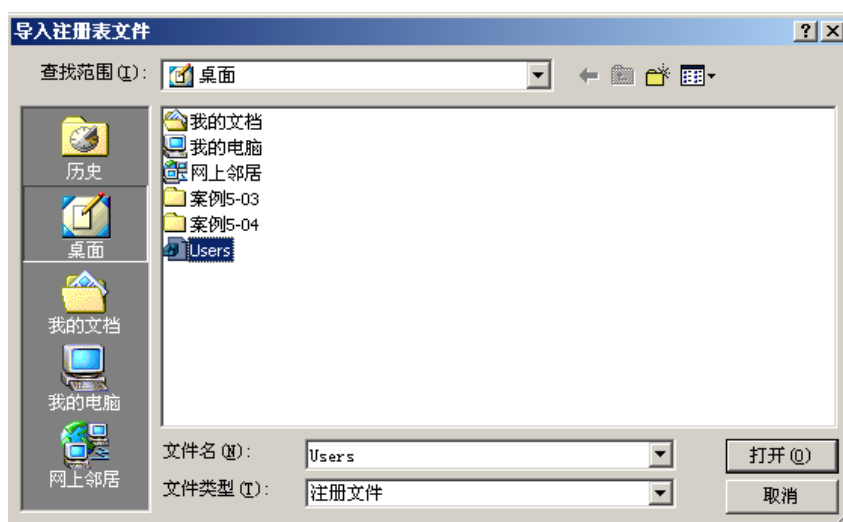 导入注册表文件
查找范围(I):
桌面
历史
桌面
我的文档
我的电脑
网上邻居
我的文档
我的电脑
网上邻居
案例5-03
案例5-04
Users
文件名(N):
Users
打开(O)
文件类型(T):
注册文件
取消